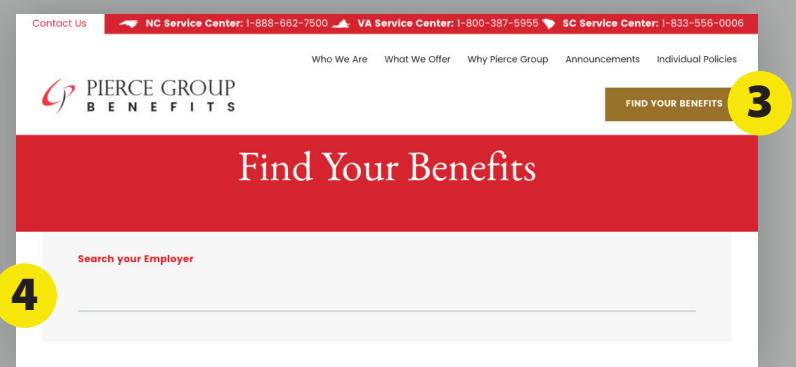 Contact Us NC Service Center: 1-888-662-7500 VA Service Center: 1-800-387-5955 SC Service Center: 1-833-556-0006
Who We Are What We Offer Why Pierce Group Announcements Individual Policies
PIERCE GROUP
BENEFITS
FIND YOUR BENEFITS 3
Find Your Benefits
Search your Employer
4